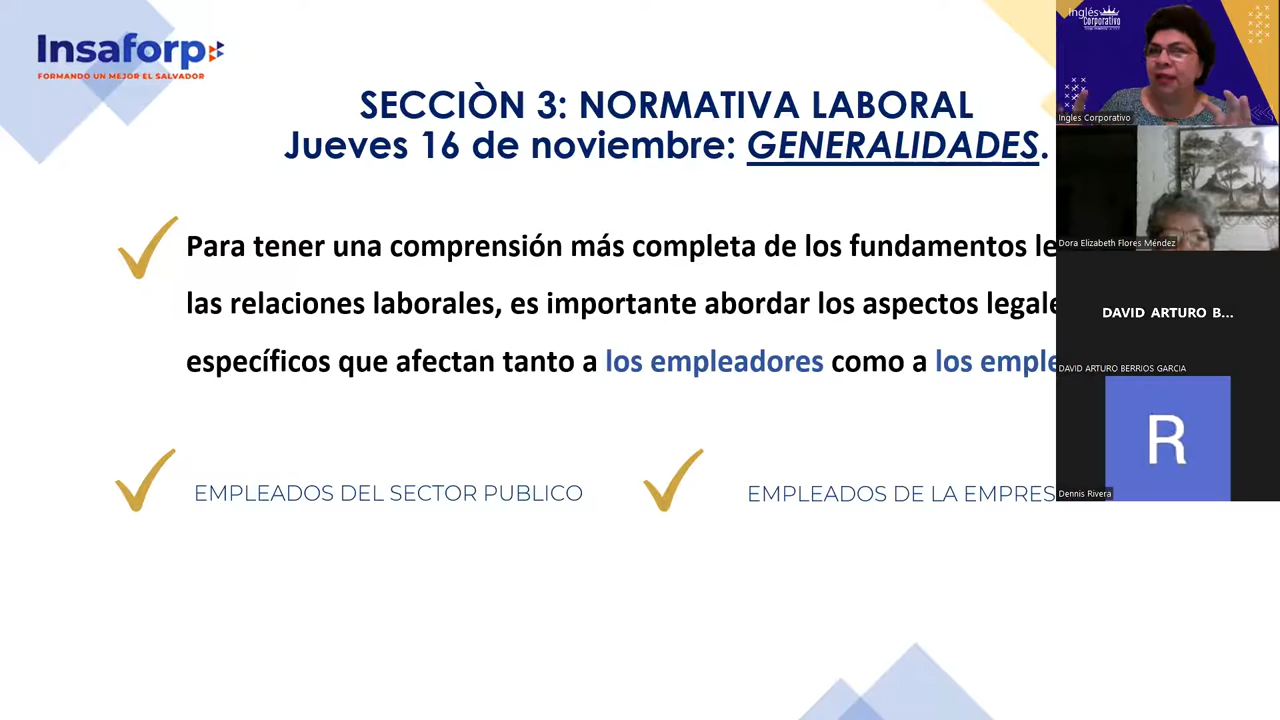 Insaforp
FORMANDO UN MEJOR EL SALVADOR
SECCIÒN 3: NORMATIVA LABORAL
Jueves 16 de noviembre: GENERALIDADES.
Para tener una comprensión más completa de los fundamentos le
las relaciones laborales, es importante abordar los aspectos legale
específicos que afectan tanto a los empleadores como a los emple
EMPLEADOS DEL SECTOR PUBLICO
EMPLEADOS DE LA EMPRES
Inglés
Corporativo
Ingles Corporativo
Dora Elizabeth Flores Méndez
DAVID ARTURO B...
DAVID ARTURO BERRIOS GARCIA
R
Dennis Rivera